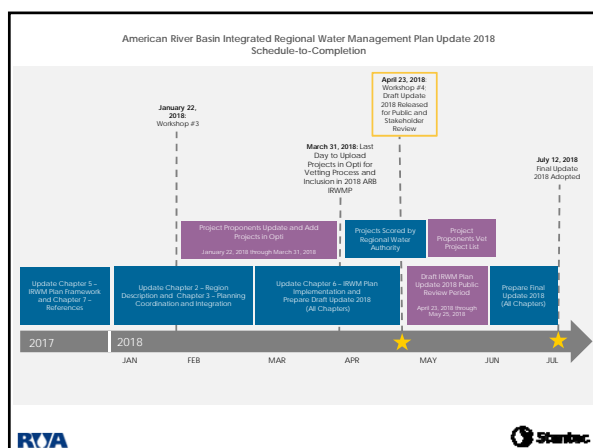 American River Basin Integrated Regional Water Management Plan Update 2018
Schedule-to-Completion
April 23, 2018:
Workshop #4:
Draft Update
2018 Released
for Public and
Stakeholder
Review
January 22,
2018:
Workshop #3
March 31, 2018: Last
Day to Upload
Projects in Opti for
Vetting Process and
Inclusion in 2018 ARB
IRWMP
July 12, 2018
Final Update
2018 Adopted
Project Proponents Update and Add
Projects in Opti
January 22, 2018 through March 31, 2018
Projects Scored by
Regional Water
Authority
Project
Proponents Vet
Project List
Update Chapter 5 –
IRWM Plan Framework
and Chapter 7 –
References
Update Chapter 2 – Region
Description and Chapter 3 – Planning
Coordination and Integration
Update Chapter 6 – IRWM Plan
Implementation and
Prepare Draft Update 2018
(All Chapters)
Draft IRWM Plan
Update 2018 Public
Review Period
April 23, 2018 through
May 25, 2018
Prepare Final
Update 2018
(All Chapters)
2017 2018
JAN FEB MAR APR MAY JUN JUL
RWA Stantec